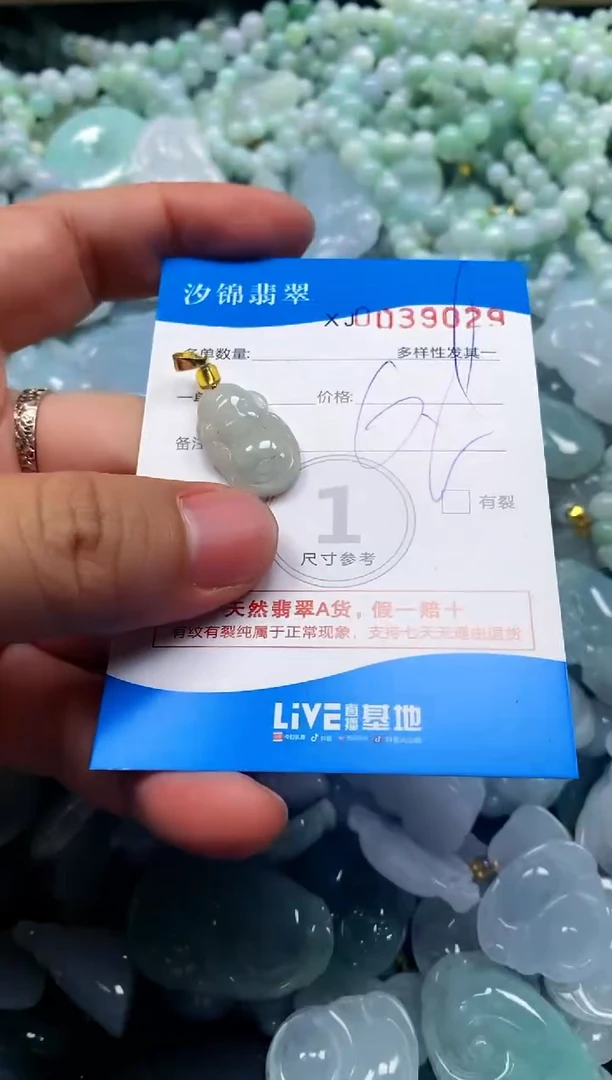 汐锦翡翠
XJ0039029
名单数量: 多样性发其一
一 价格:
备注
1
有裂
尺寸参考
天然翡翠A货，假一赔十
有纹有裂纯属于正常现象，支持七天无理由退货
LiVE直播基地